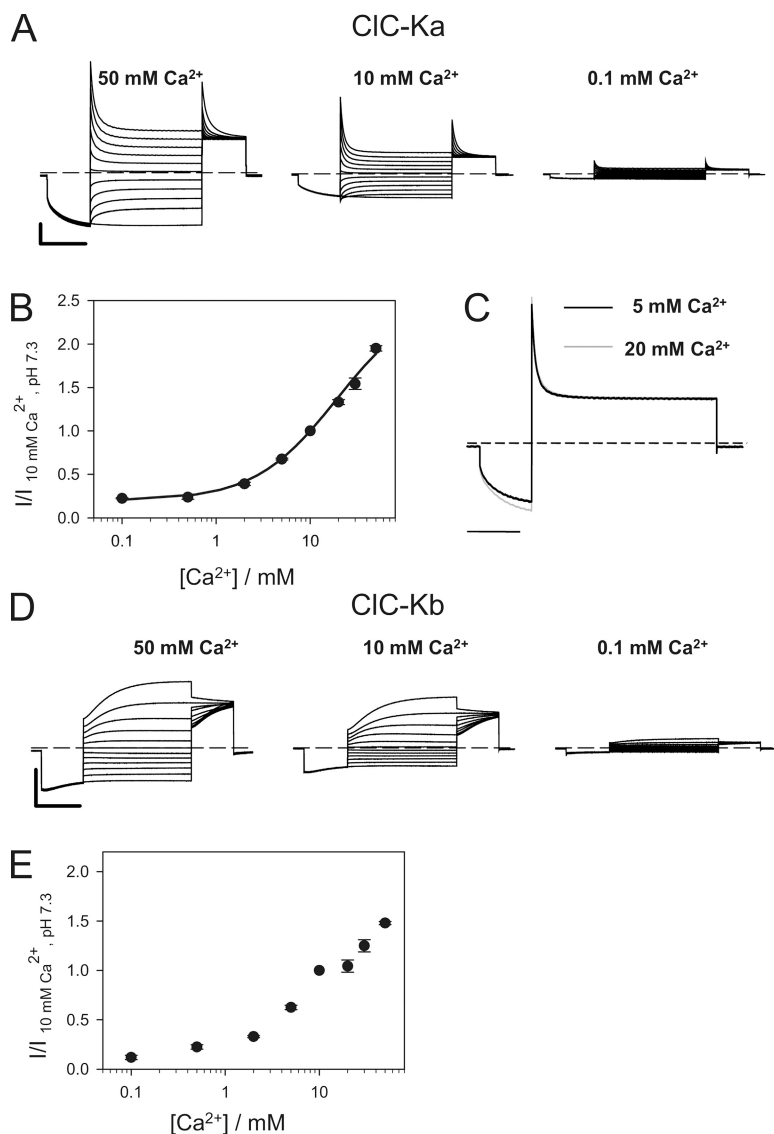 A
ClC-Ka
50 mM Ca²⁺
10 mM Ca²⁺
0.1 mM Ca²⁺
B
2.5
2.0
1.5
1.0
0.5
0.0
I/I 10 mM Ca²⁺, pH 7.3
0.1
1
10
[Ca²⁺] / mM
C
5 mM Ca²⁺
20 mM Ca²⁺
D
ClC-Kb
50 mM Ca²⁺
10 mM Ca²⁺
0.1 mM Ca²⁺
E
2.0
1.5
1.0
0.5
0.0
I/I 10 mM Ca²⁺, pH 7.3
0.1
1
10
[Ca²⁺] / mM